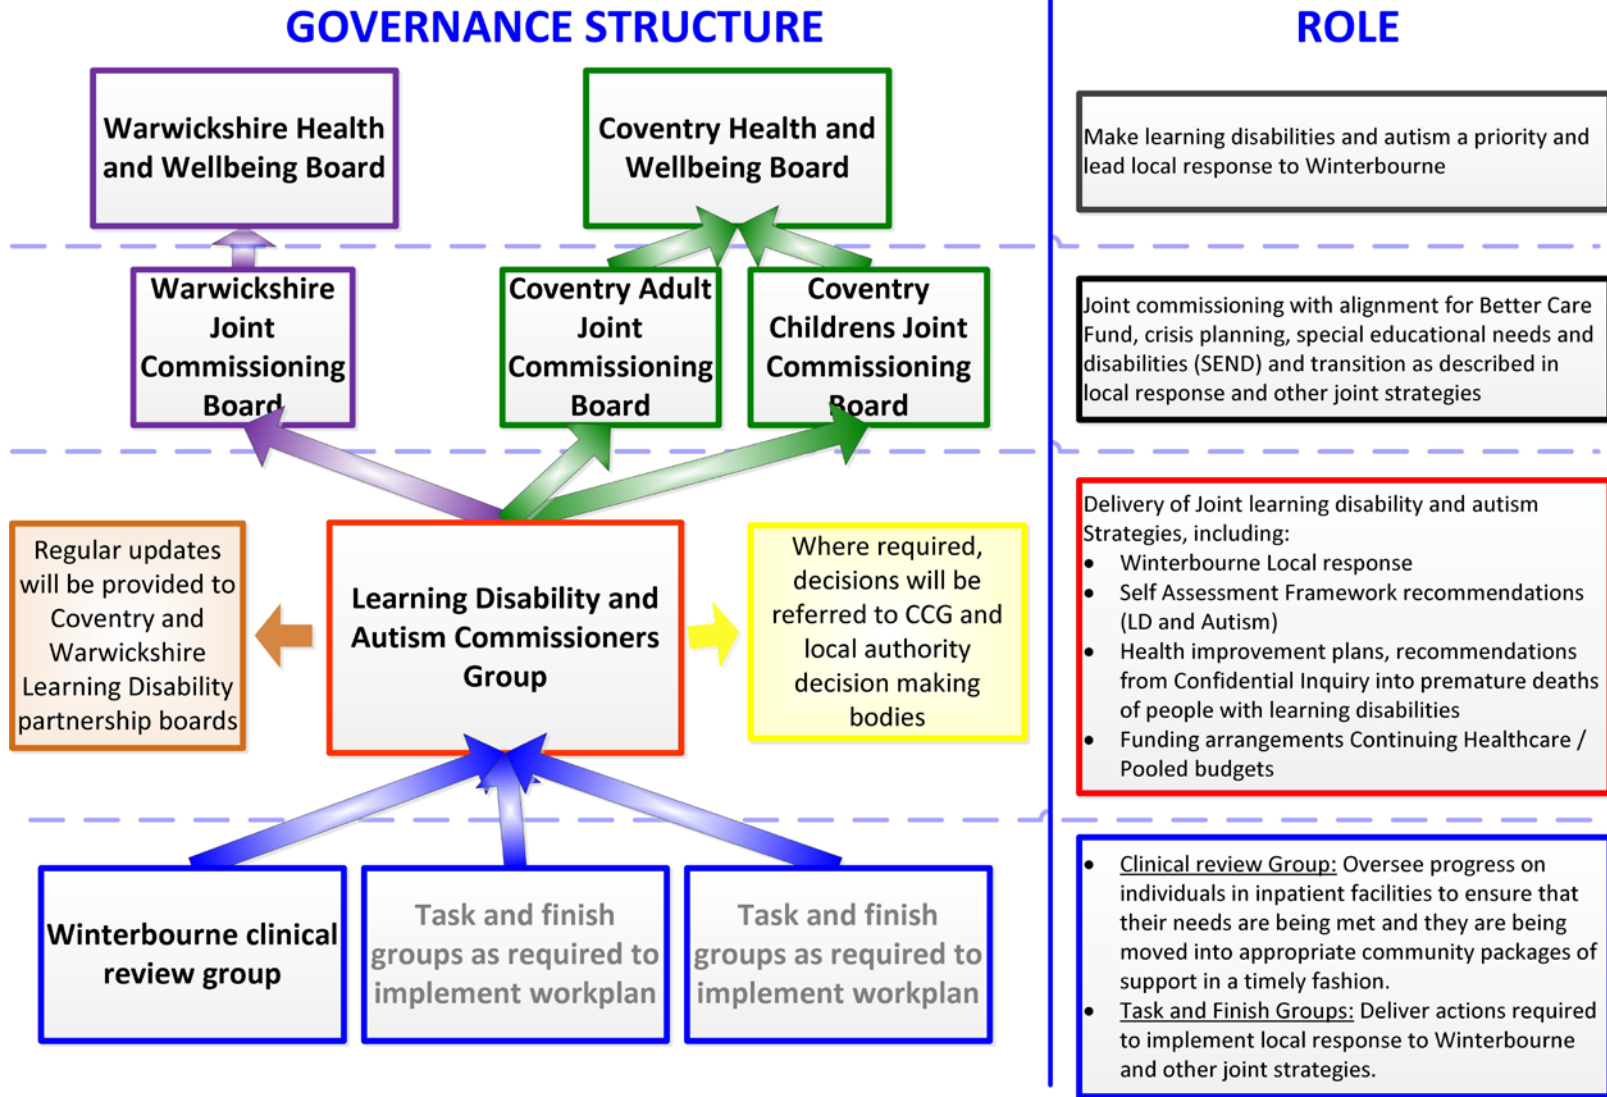 GOVERNANCE STRUCTURE
ROLE
Warwickshire Health
and Wellbeing Board
Coventry Health and
Wellbeing Board
Make learning disabilities and autism a priority and
lead local response to Winterbourne
Warwickshire
Joint
Commissioning
Board
Coventry Adult
Joint
Commissioning
Board
Coventry
Childrens Joint
Commissioning
Board
Joint commissioning with alignment for Better Care
Fund, crisis planning, special educational needs and
disabilities (SEND) and transition as described in
local response and other joint strategies
Regular updates
will be provided to
Coventry and
Warwickshire
Learning Disability
partnership boards
Learning Disability and
Autism Commissioners
Group
Where required,
decisions will be
referred to CCG and
local authority
decision making
bodies
Delivery of Joint learning disability and autism
Strategies, including:
• Winterbourne Local response
• Self Assessment Framework recommendations
(LD and Autism)
• Health improvement plans, recommendations
from Confidential Inquiry into premature deaths
of people with learning disabilities
• Funding arrangements Continuing Healthcare /
Pooled budgets
Winterbourne clinical
review group
Task and finish
groups as required to
implement workplan
Task and finish
groups as required to
implement workplan
• Clinical review Group: Oversee progress on
individuals in inpatient facilities to ensure that
their needs are being met and they are being
moved into appropriate community packages of
support in a timely fashion.
• Task and Finish Groups: Deliver actions required
to implement local response to Winterbourne
and other joint strategies.